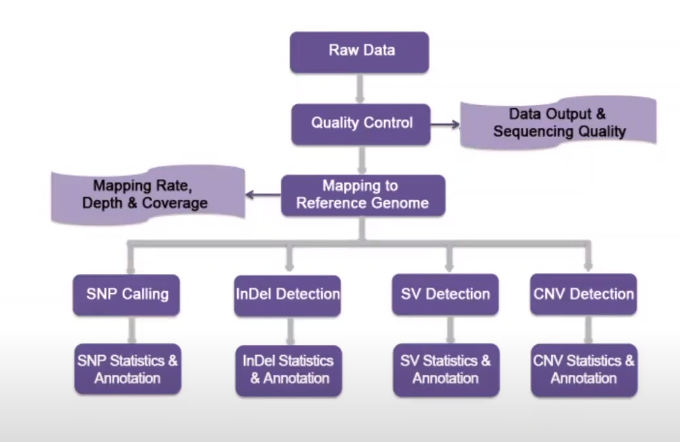 Raw Data
Quality Control
Data Output &
Sequencing Quality
Mapping Rate,
Depth & Coverage
Mapping to
Reference Genome
SNP Calling
InDel Detection
SV Detection
CNV Detection
SNP Statistics &
Annotation
InDel Statistics
& Annotation
SV Statistics &
Annotation
CNV Statistics &
Annotation